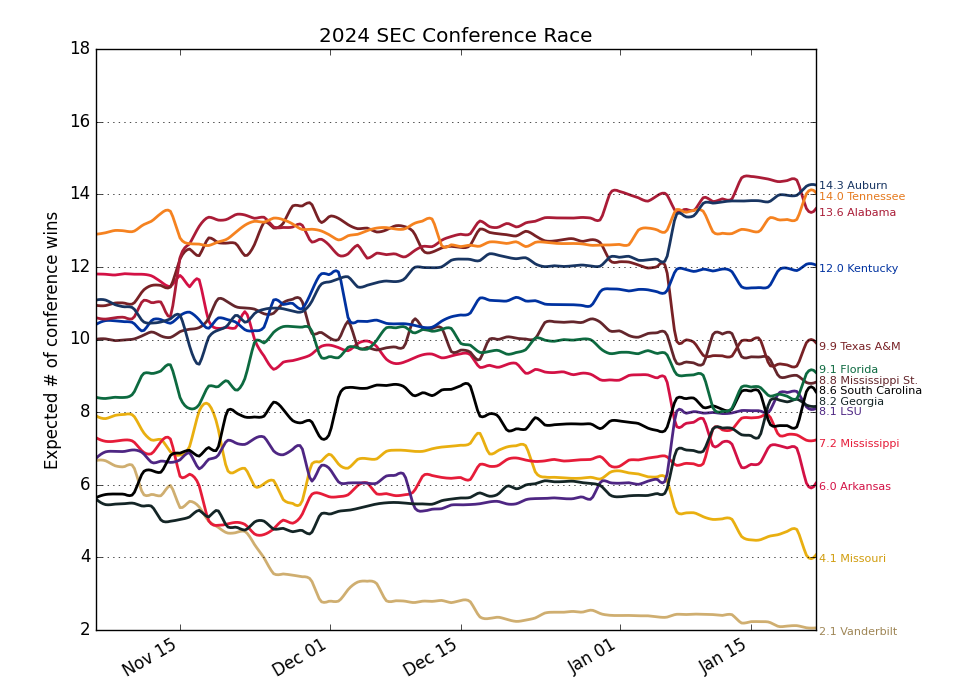 2024 SEC Conference Race
Expected # of conference wins
18
16
14
12
10
8
6
4
2
Nov 15
Dec 01
Dec 15
Jan 01
Jan 15
14.3 Auburn
14.0 Tennessee
13.6 Alabama
12.0 Kentucky
9.9 Texas A&M
9.1 Florida
8.8 Mississippi St.
8.6 South Carolina
8.2 Georgia
8.1 LSU
7.2 Mississippi
6.0 Arkansas
4.1 Missouri
2.1 Vanderbilt